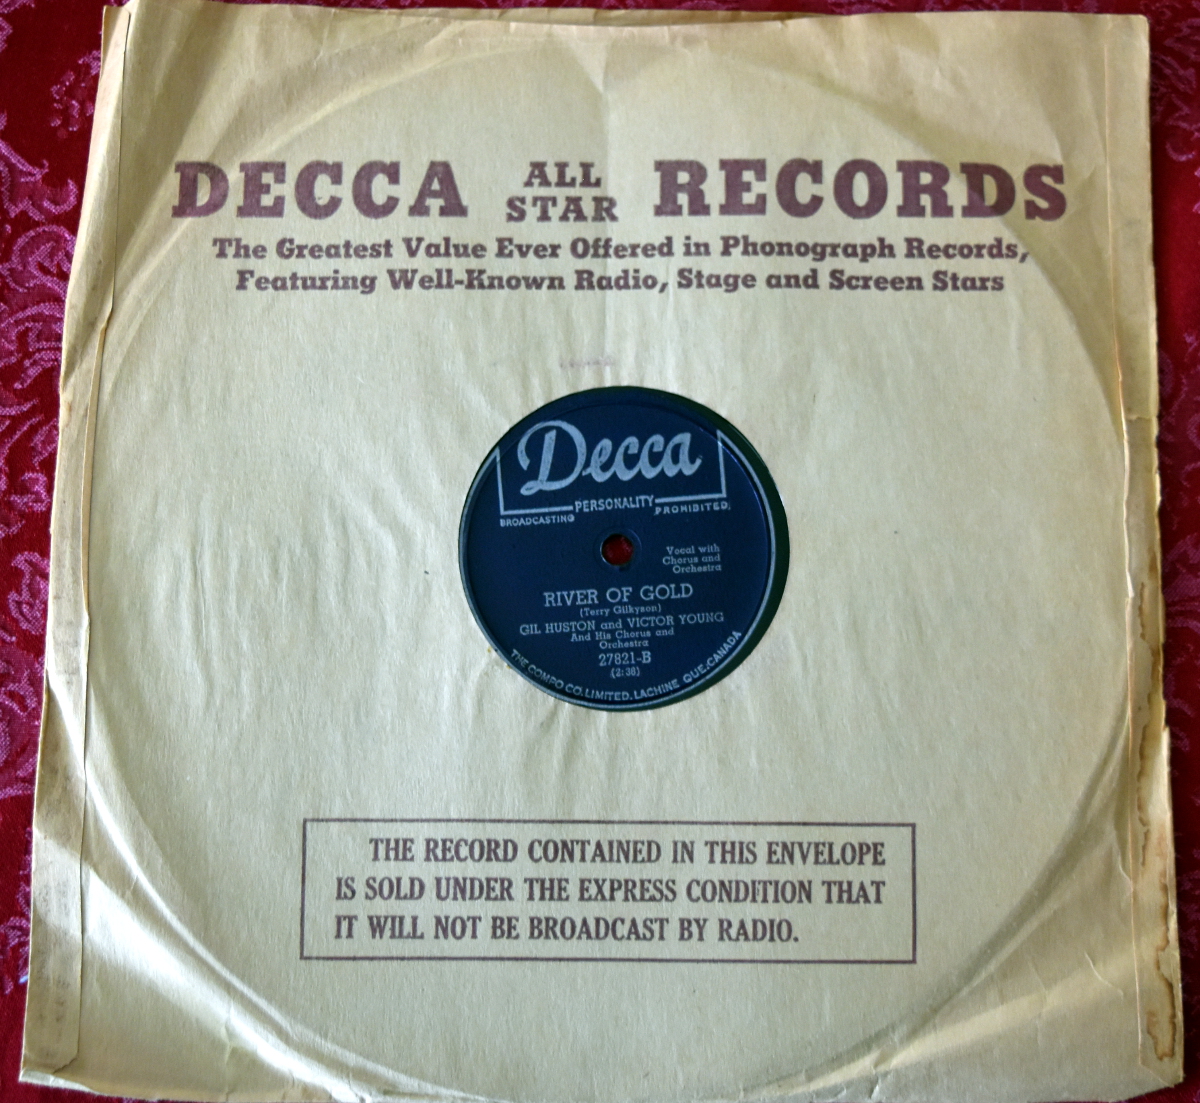 DECCA ALL STAR RECORDS
The Greatest Value Ever Offered in Phonograph Records,
Featuring Well-Known Radio, Stage and Screen Stars
Decca
PERSONALITY
BROADCASTING PROHIBITED.
Vocal with
Chorus and
Orchestra
RIVER OF GOLD
(Terry Gilkyson)
GIL HUSTON and VICTOR YOUNG
And His Chorus and
Orchestra
27821-B
(2:36)
THE COMPO CO. LIMITED. LACHINE QUE. CANADA
THE RECORD CONTAINED IN THIS ENVELOPE
IS SOLD UNDER THE EXPRESS CONDITION THAT
IT WILL NOT BE BROADCAST BY RADIO.